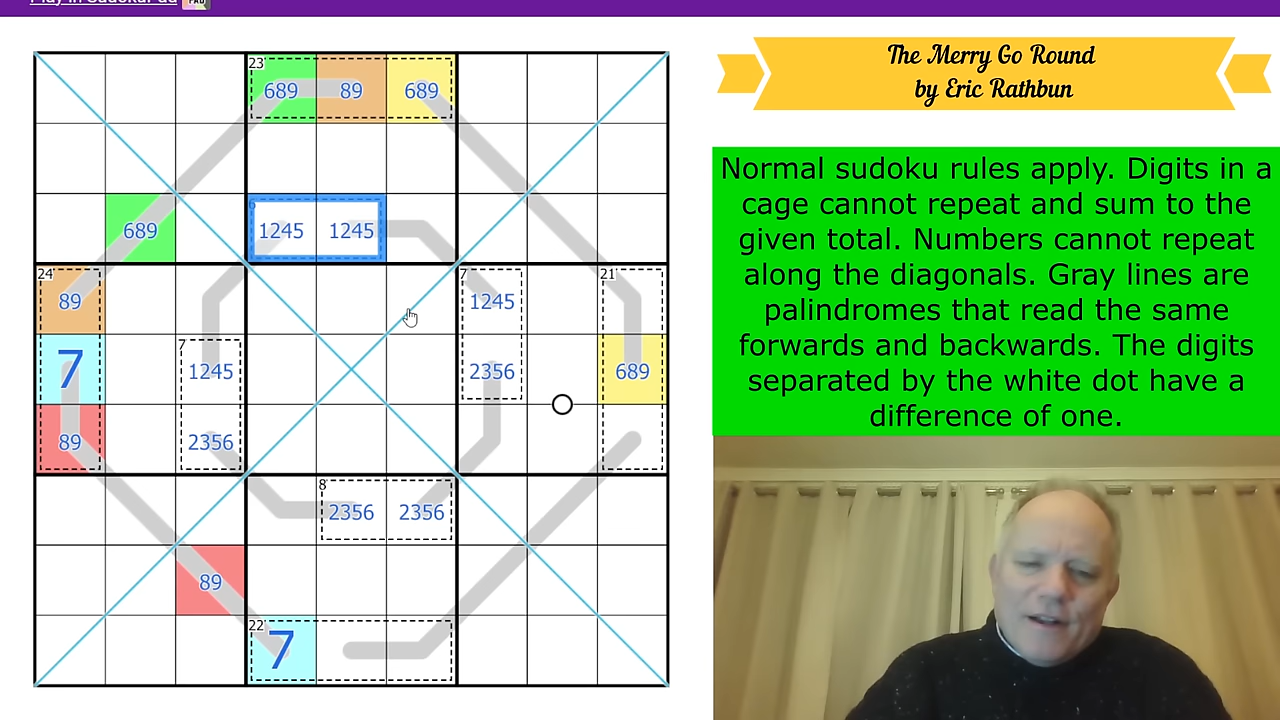 The Merry Go Round
by Eric Rathbun
23
689 89 689
Normal sudoku rules apply. Digits in a
cage cannot repeat and sum to the
given total. Numbers cannot repeat
along the diagonals. Gray lines are
palindromes that read the same
forwards and backwards. The digits
separated by the white dot have a
difference of one.
689 1245 1245
24 7 21
89 1245
7
7 1245 2356 689
89 2356
8
2356 2356
89
22
7